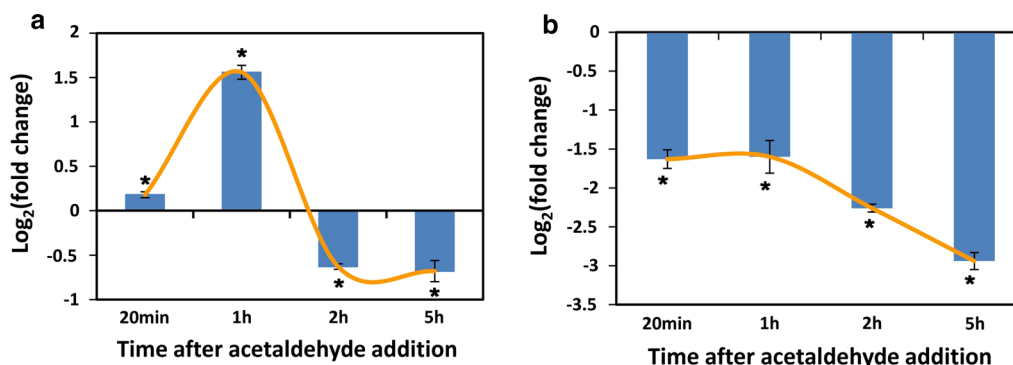 a
Log2(fold change)
2
1.5
1
0.5
0
-0.5
-1
*
*
*
*
20min 1h 2h 5h
Time after acetaldehyde addition
b
Log2(fold change)
0
-0.5
-1
-1.5
-2
-2.5
-3
-3.5
*
*
*
*
20min 1h 2h 5h
Time after acetaldehyde addition